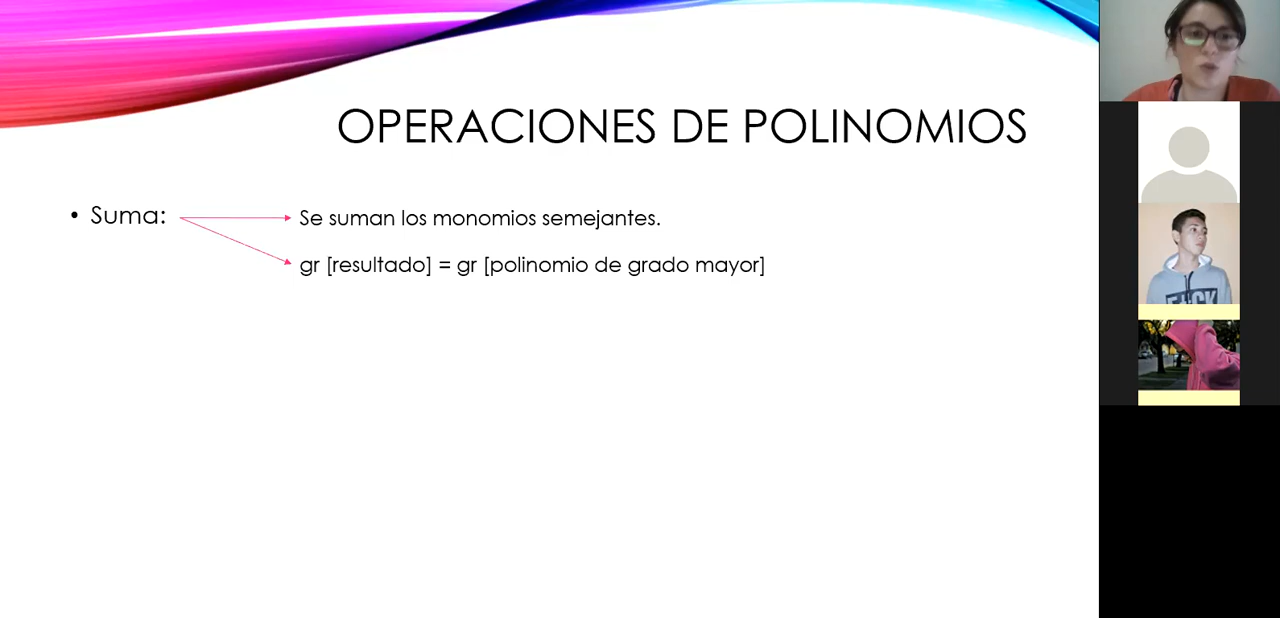 OPERACIONES DE POLINOMIOS
• Suma:
Se suman los monomios semejantes.
gr [resultado] = gr [polinomio de grado mayor]